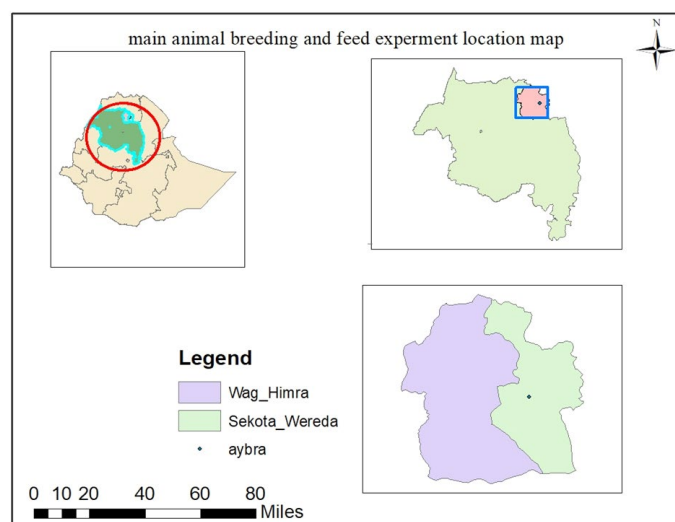 main animal breeding and feed experment location map
N
Legend
Wag_Himra
Sekota_Wereda
aybra
0 10 20 40 60 80
Miles